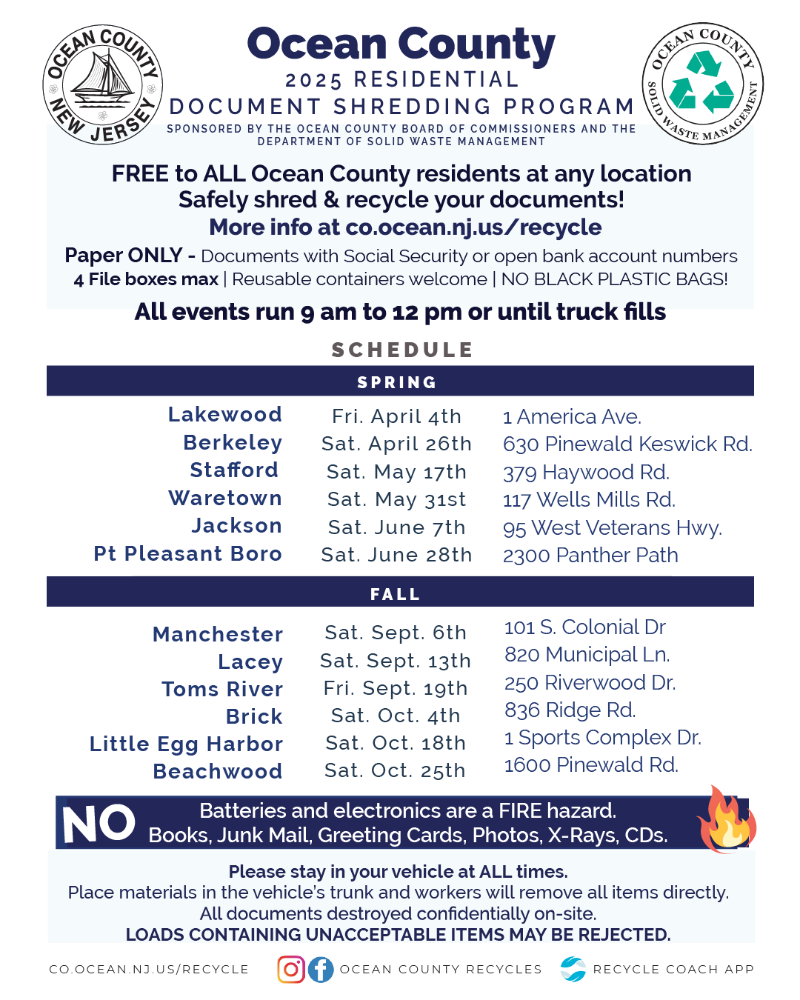 OCEAN COUNTY
NEW JERSEY
Ocean County
2025 RESIDENTIAL
DOCUMENT SHREDDING PROGRAM
SPONSORED BY THE OCEAN COUNTY BOARD OF COMMISSIONERS AND THE
DEPARTMENT OF SOLID WASTE MANAGEMENT
OCEAN COUNTY
SOLID WASTE MANAGEMENT
FREE to ALL Ocean County residents at any location
Safely shred & recycle your documents!
More info at co.ocean.nj.us/recycle
Paper ONLY - Documents with Social Security or open bank account numbers
4 File boxes max | Reusable containers welcome | NO BLACK PLASTIC BAGS!
All events run 9 am to 12 pm or until truck fills
SCHEDULE
SPRING
Lakewood Fri. April 4th 1 America Ave.
Berkeley Sat. April 26th 630 Pinewald Keswick Rd.
Stafford Sat. May 17th 379 Haywood Rd.
Waretown Sat. May 31st 117 Wells Mills Rd.
Jackson Sat. June 7th 95 West Veterans Hwy.
Pt Pleasant Boro Sat. June 28th 2300 Panther Path
FALL
Manchester Sat. Sept. 6th 101 S. Colonial Dr
Lacey Sat. Sept. 13th 820 Municipal Ln.
Toms River Fri. Sept. 19th 250 Riverwood Dr.
Brick Sat. Oct. 4th 836 Ridge Rd.
Little Egg Harbor Sat. Oct. 18th 1 Sports Complex Dr.
Beachwood Sat. Oct. 25th 1600 Pinewald Rd.
NO
Batteries and electronics are a FIRE hazard.
Books, Junk Mail, Greeting Cards, Photos, X-Rays, CDs.
Please stay in your vehicle at ALL times.
Place materials in the vehicle's trunk and workers will remove all items directly.
All documents destroyed confidentially on-site.
LOADS CONTAINING UNACCEPTABLE ITEMS MAY BE REJECTED.
CO.OCEAN.NJ.US/RECYCLE OCEAN COUNTY RECYCLES RECYCLE COACH APP